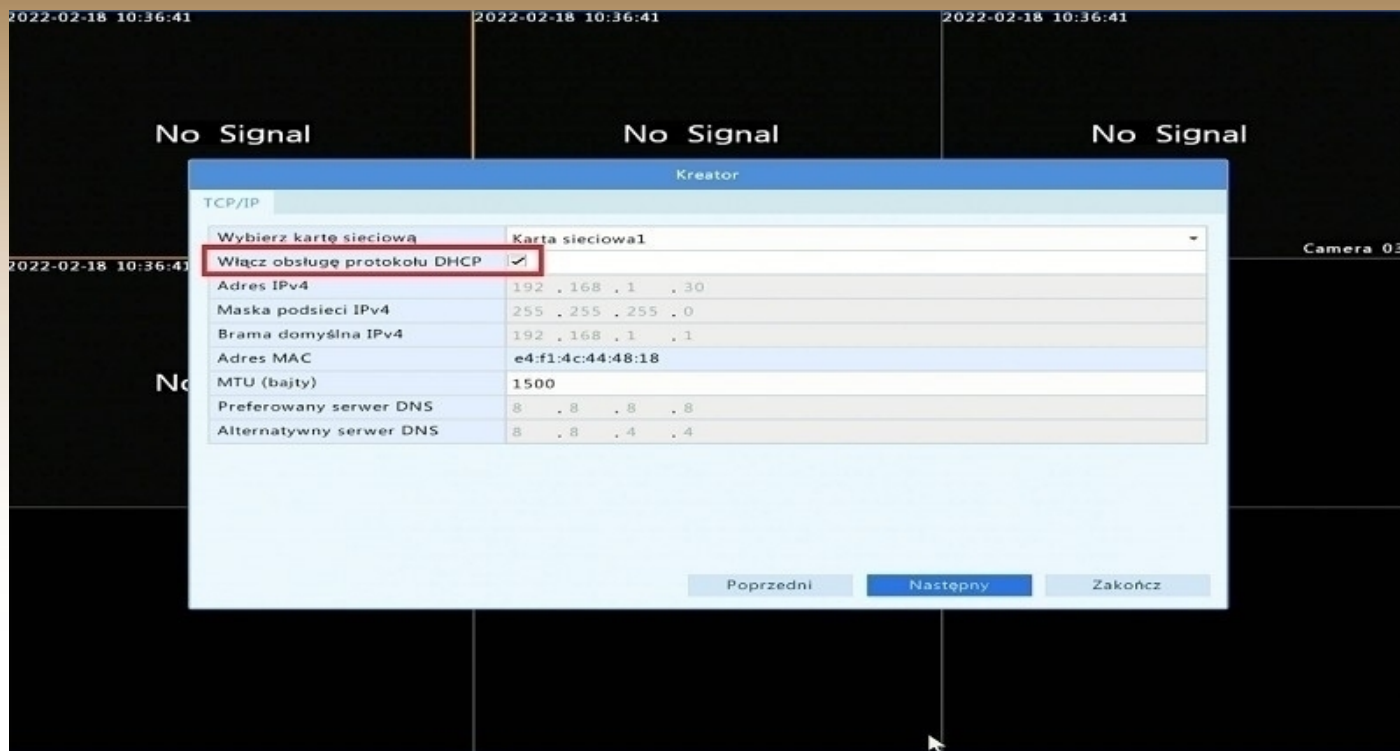 2022-02-18 10:36:41
2022-02-18 10:36:41
2022-02-18 10:36:41
No Signal
No Signal
No Signal
Kreator
TCP/IP
Wybierz kartę sieciową Karta sieciowa1
Camera 03
Włącz obsługę protokołu DHCP
2022-02-18 10:36:41
Adres IPv4 192 . 168 . 1 . 30
Maska podsieci IPv4 255 . 255 . 255 . 0
Brama domyślna IPv4 192 . 168 . 1 . 1
Adres MAC e4:f1:4c:44:48:18
No
MTU (bajty) 1500
Preferowany serwer DNS 8 . 8 . 8 . 8
Alternatywny serwer DNS 8 . 8 . 4 . 4
Poprzedni Następny Zakończ